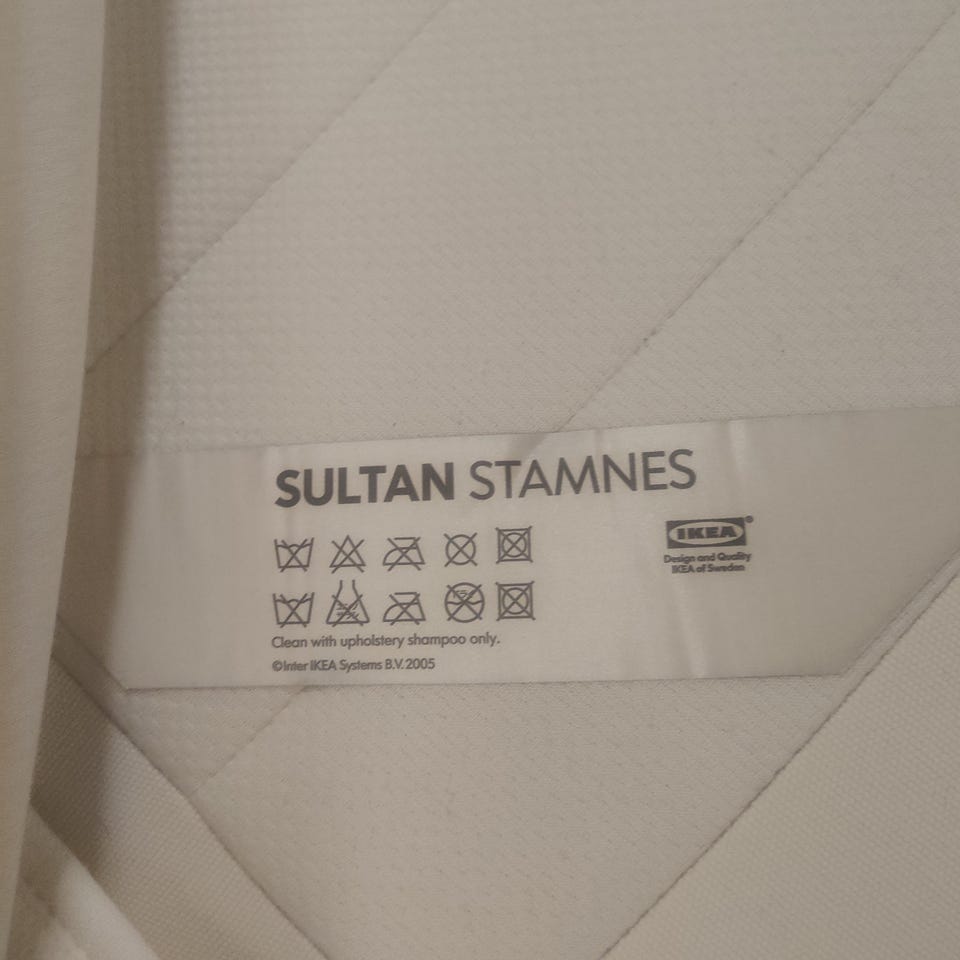 SULTAN STAMNES
IKEA®
Design and Quality
IKEA of Sweden
Clean with upholstery shampoo only.
©Inter IKEA Systems B.V. 2005